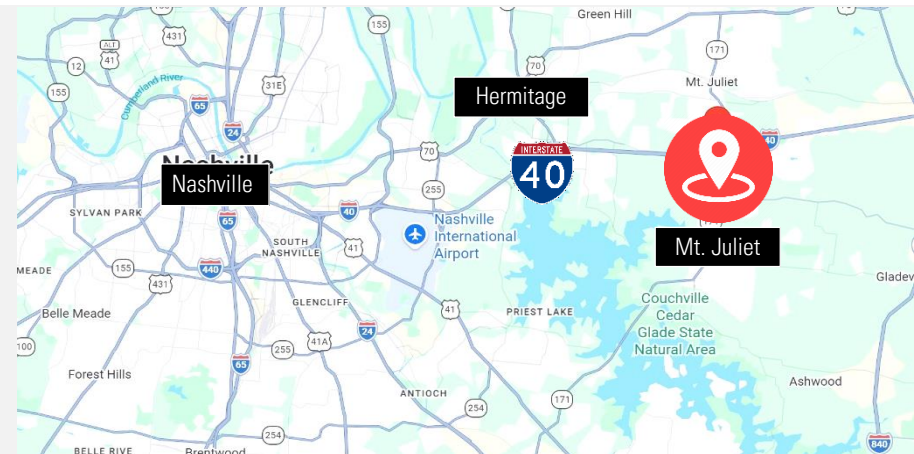 Green Hill
155
431
ALT
41
12
155
Cumberland River
31E
65
24
70
171
Mt. Juliet
Hermitage
40
70
INTERSTATE
40
Nashville
Nashville
255
SYLVAN PARK
65
40
Nashville
International
Airport
Mt. Juliet
SOUTH
NASHVILLE
41
MEADE
155
440
431
Gladev
GLENCLIFF
Belle Meade
41
PRIEST LAKE
Couchville
Cedar
Glade State
Natural Area
24
100
41A
255
65
Forest Hills
Ashwood
ANTIOCH
171
254
254
BELLE RIVE
Brentwood
840